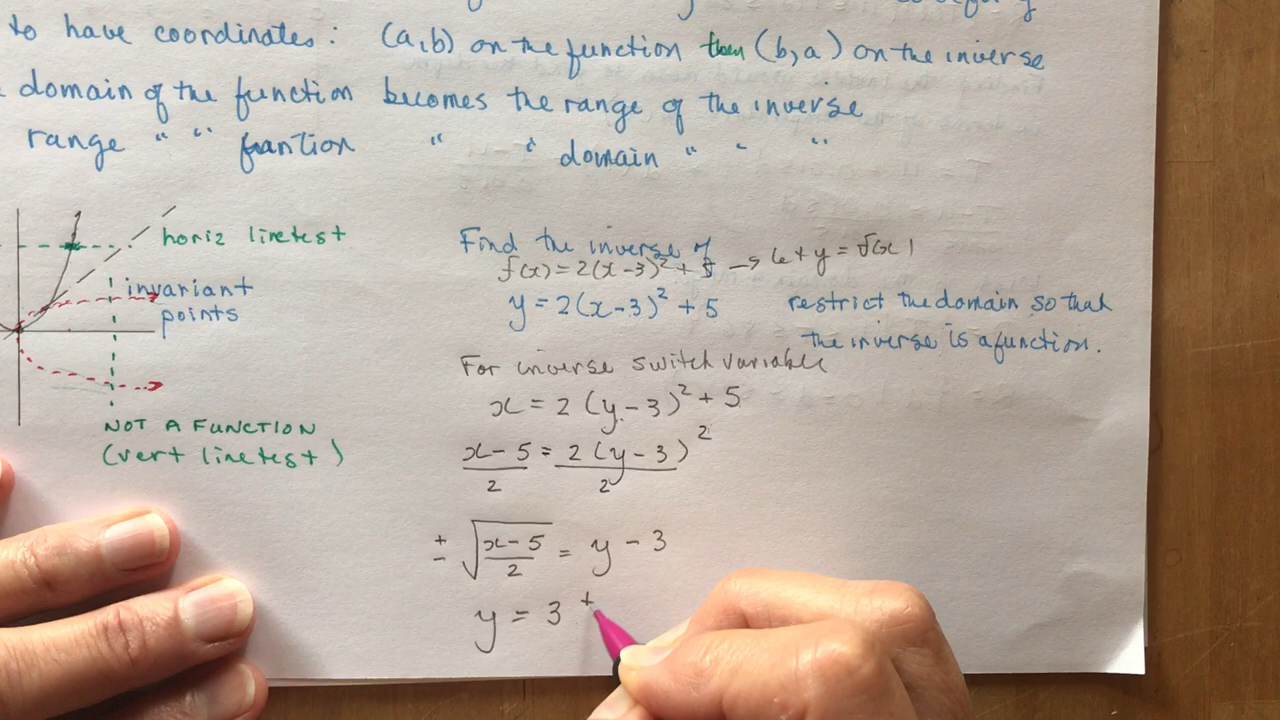 to have coordinates: (a,b) on the function then (b,a) on the inverse
domain of the function becomes the range of the inverse
range " " function " " domain " " "
horiz line test
invariant points
NOT A FUNCTION
(vert line test)
Find the inverse of
f(x) = 2(x-3)² + 5 → let y = f(x)
y = 2(x-3)² + 5
restrict the domain so that
the inverse is a function.
For inverse switch variable
x = 2(y-3)² + 5
x-5 = 2(y-3)²
2 2
± √((x-5)/2) = y - 3
y = 3 +